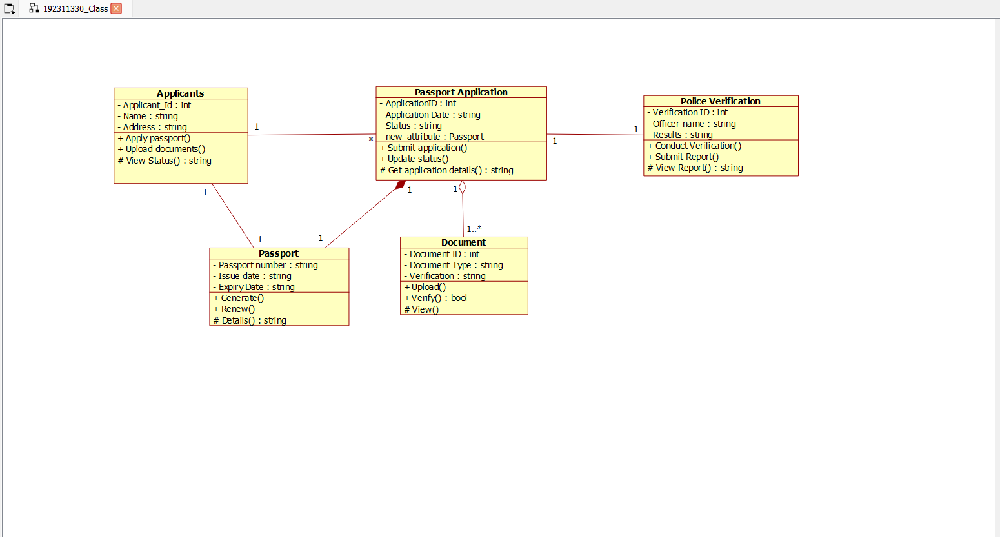 192311330_Class
Applicants
- Applicant_Id : int
- Name : string
- Address : string
+ Apply passport()
+ Upload documents()
# View Status() : string
1
*
Passport Application
- ApplicationID : int
- Application Date : string
- Status : string
- new_attribute : Passport
+ Submit application()
+ Update status()
# Get application details() : string
1
1
Police Verification
- Verification ID : int
- Officer name : string
- Results : string
+ Conduct Verification()
+ Submit Report()
# View Report() : string
1
1
1
1
1
1..*
Passport
- Passport number : string
- Issue date : string
- Expiry Date : string
+ Generate()
+ Renew()
# Details() : string
Document
- Document ID : int
- Document Type : string
- Verification : string
+ Upload()
+ Verify() : bool
# View()